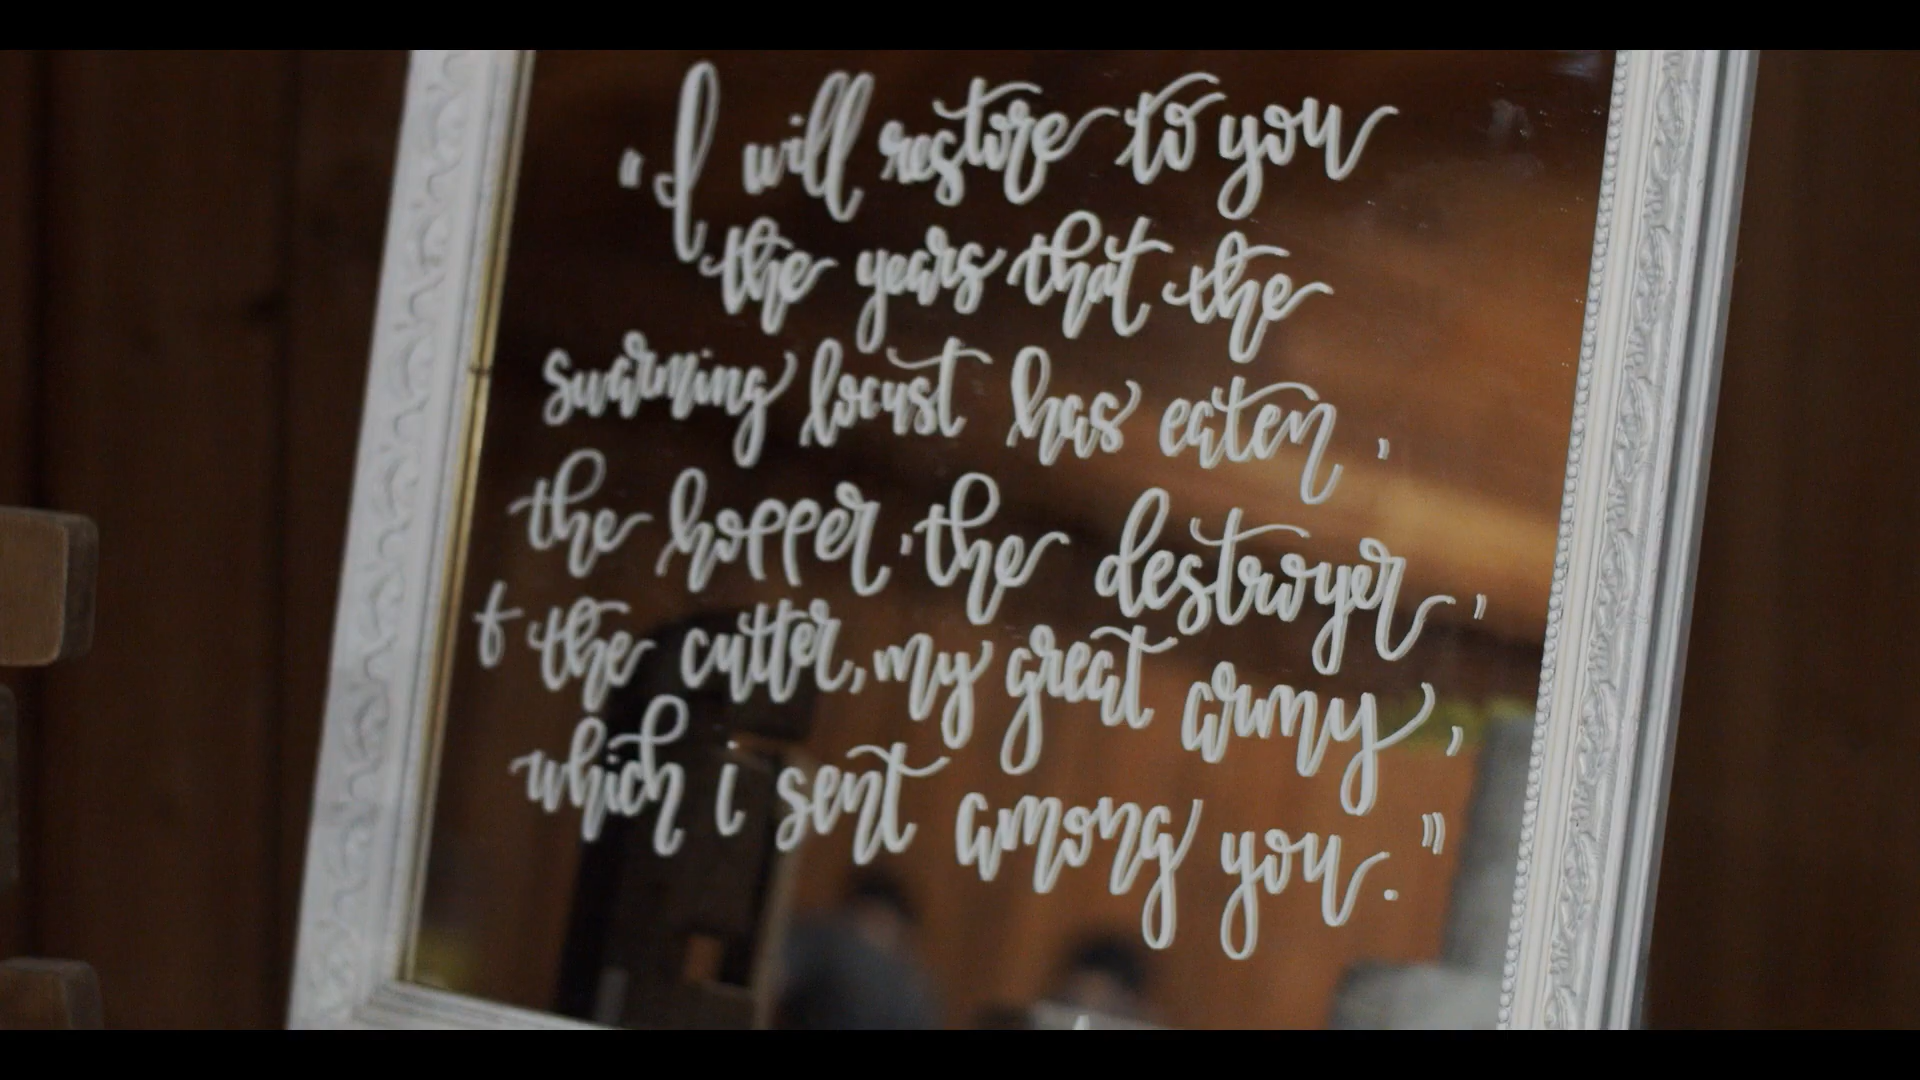 "I will restore to you
the years that the
swarming locust has eaten,
the hopper, the destroyer,
& the cutter, my great army,
which i sent among you."